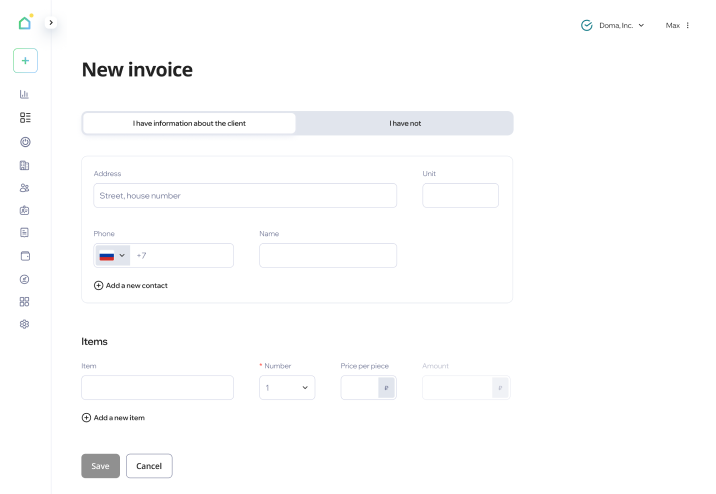 Doma, Inc.
Max
New invoice
I have information about the client
I have not
Address
Unit
Street, house number
Phone
Name
+7
Add a new contact
Items
Item
* Number
Price per piece
Amount
1
₽
₽
Add a new item
Save
Cancel